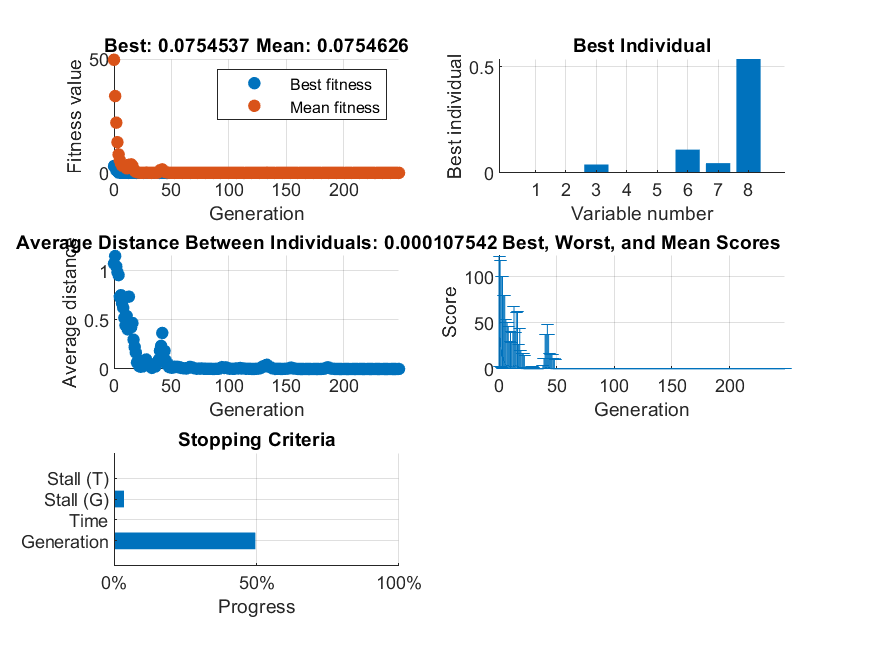 Best: 0.0754537 Mean: 0.0754626
Fitness value
50
0
Best fitness
Mean fitness
0 50 100 150 200
Generation
Best Individual
Best individual
0.5
0
1 2 3 4 5 6 7 8
Variable number
Average Distance Between Individuals: 0.000107542
Average distance
1
0.5
0
0 50 100 150 200
Generation
Best, Worst, and Mean Scores
Score
100
50
0
0 50 100 150 200
Generation
Stopping Criteria
Stall (T)
Stall (G)
Time
Generation
0% 50% 100%
Progress